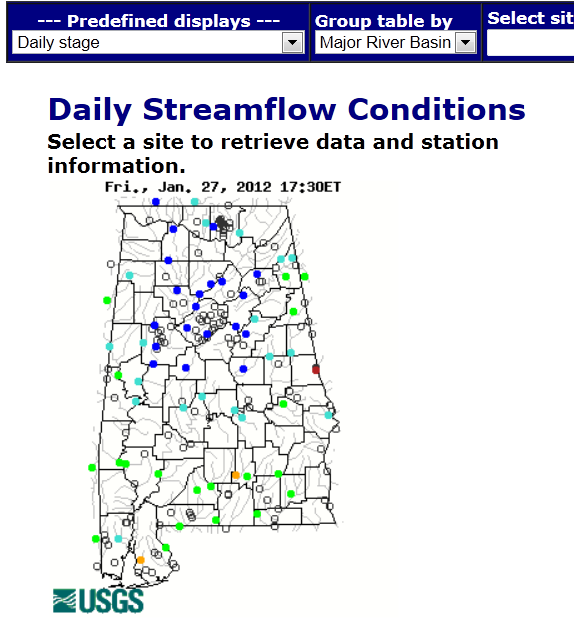 --- Predefined displays ---
Daily stage
Group table by
Major River Basin
Select sit
Daily Streamflow Conditions
Select a site to retrieve data and station
information.
Fri., Jan. 27, 2012 17:30ET
USGS